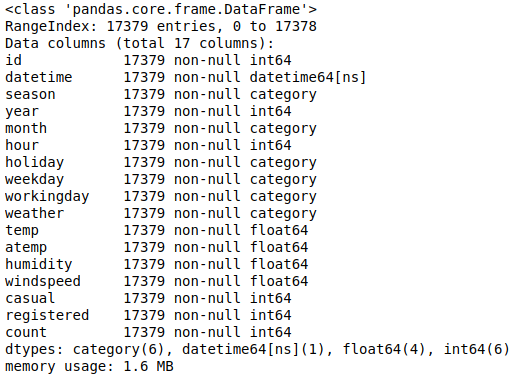 <class 'pandas.core.frame.DataFrame'>
RangeIndex: 17379 entries, 0 to 17378
Data columns (total 17 columns):
id            17379 non-null int64
datetime      17379 non-null datetime64[ns]
season        17379 non-null category
year          17379 non-null int64
month         17379 non-null category
hour          17379 non-null int64
holiday       17379 non-null category
weekday       17379 non-null category
workingday    17379 non-null category
weather       17379 non-null category
temp          17379 non-null float64
atemp         17379 non-null float64
humidity      17379 non-null float64
windspeed     17379 non-null float64
casual        17379 non-null int64
registered    17379 non-null int64
count         17379 non-null int64
dtypes: category(6), datetime64[ns](1), float64(4), int64(6)
memory usage: 1.6 MB